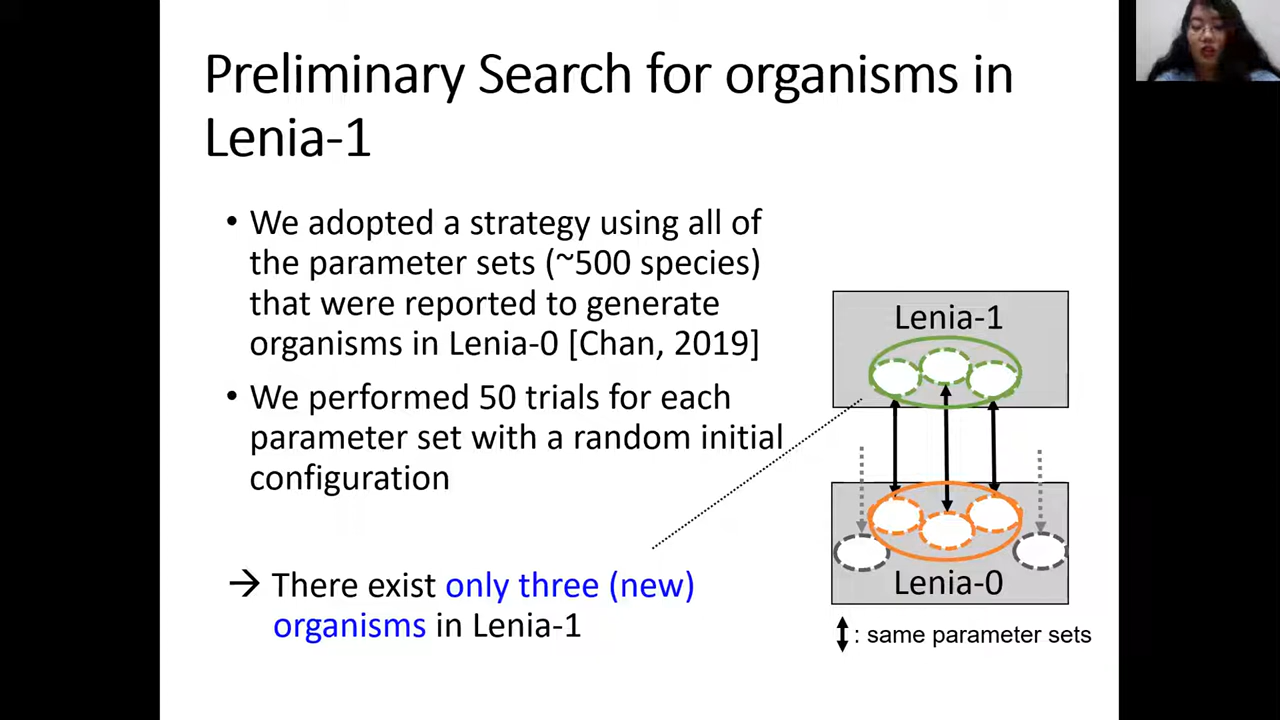 Preliminary Search for organisms in
Lenia-1
• We adopted a strategy using all of
the parameter sets (~500 species)
that were reported to generate
organisms in Lenia-0 [Chan, 2019]
• We performed 50 trials for each
parameter set with a random initial
configuration
→ There exist only three (new)
organisms in Lenia-1
Lenia-1
Lenia-0
: same parameter sets